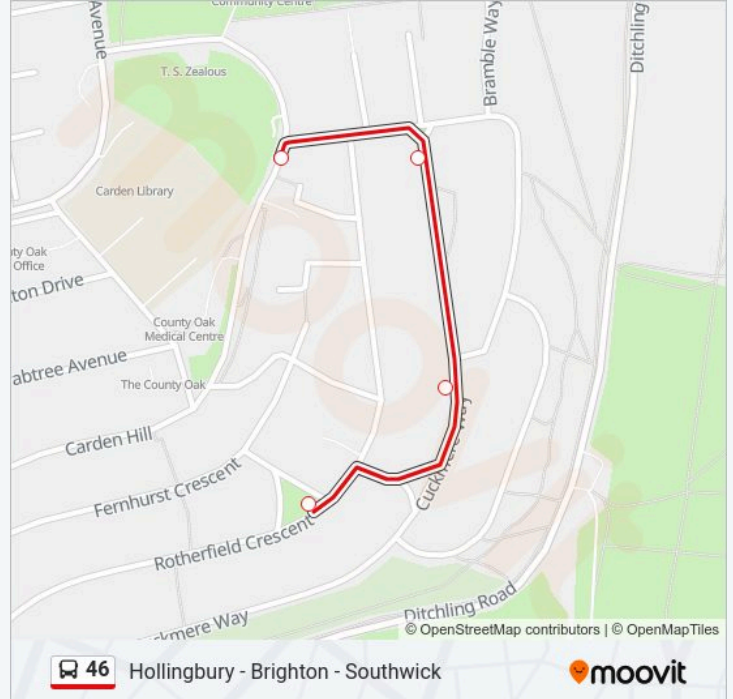 Community Centre
Avenue
Bramble Way
Ditchling
T. S. Zealous
Carden Library
ty Oak
Office
ton Drive
County Oak
Medical Centre
abtree Avenue
The County Oak
Carden Hill
Fernhurst Crescent
Cuckmere Way
Rotherfield Crescent
ckmere Way
Ditchling Road
© OpenStreetMap contributors | © OpenMapTiles
46 Hollingbury - Brighton - Southwick
moovit